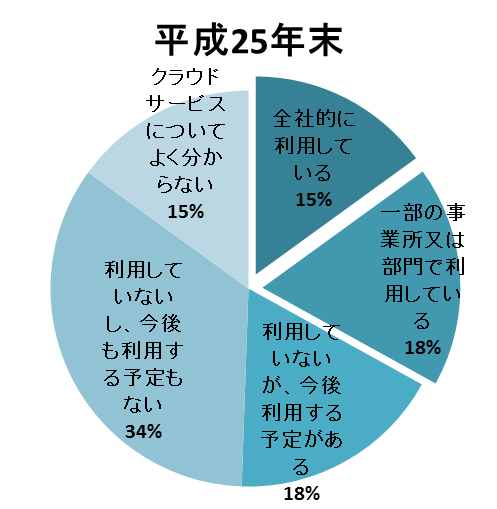 平成25年末
全社的に
利用して
いる
15%
一部の事
業所又は
部門で利
用してい
る
18%
利用して
いない
が、今後
利用する
予定があ
る
18%
利用して
いない
し、今後
も利用す
る予定も
ない
34%
クラウド
サービス
について
よく分か
らない
15%